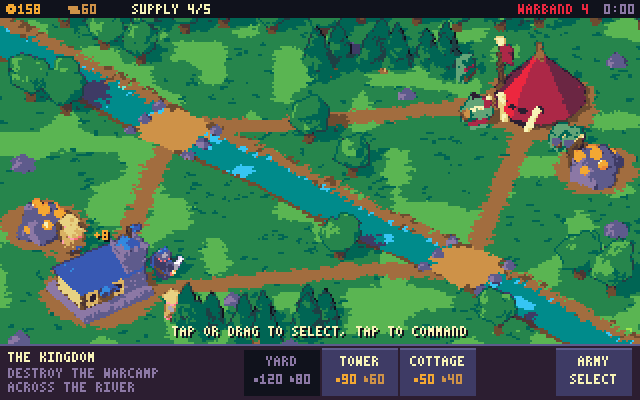 158 60 SUPPLY 4/5 WARBAND 4 0:00
+8
TAP OR DRAG TO SELECT. TAP TO COMMAND
THE KINGDOM
DESTROY THE WARCAMP
ACROSS THE RIVER
YARD
120 80
TOWER
90 60
COTTAGE
50 40
ARMY
SELECT